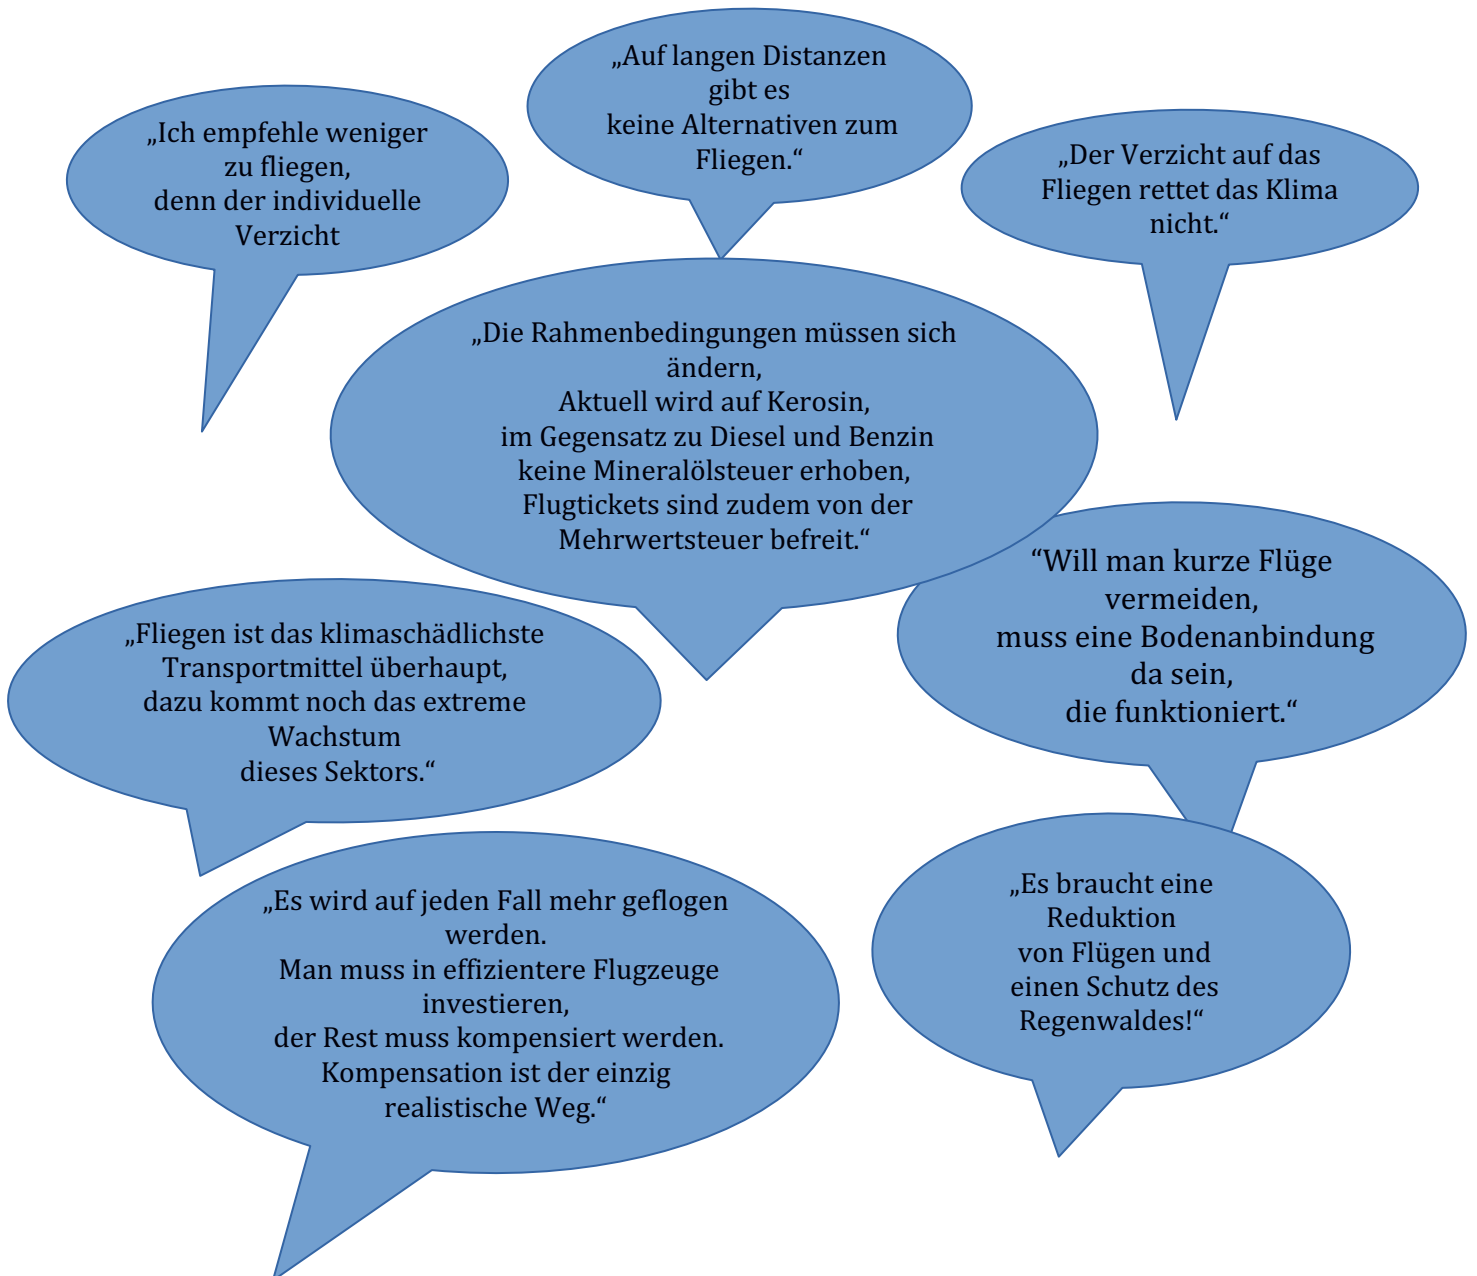 „Auf langen Distanzen
gibt es
keine Alternativen zum
Fliegen.“
„Ich empfehle weniger
zu fliegen,
denn der individuelle
Verzicht
„Der Verzicht auf das
Fliegen rettet das Klima
nicht.“
„Die Rahmenbedingungen müssen sich
ändern,
Aktuell wird auf Kerosin,
im Gegensatz zu Diesel und Benzin
keine Mineralölsteuer erhoben,
Flugtickets sind zudem von der
Mehrwertsteuer befreit.“
“Will man kurze Flüge
vermeiden,
muss eine Bodenanbindung
da sein,
die funktioniert.“
„Fliegen ist das klimaschädlichste
Transportmittel überhaupt,
dazu kommt noch das extreme
Wachstum
dieses Sektors.“
„Es wird auf jeden Fall mehr geflogen
werden.
Man muss in effizientere Flugzeuge
investieren,
der Rest muss kompensiert werden.
Kompensation ist der einzig
realistische Weg.“
„Es braucht eine
Reduktion
von Flügen und
einen Schutz des
Regenwaldes!“